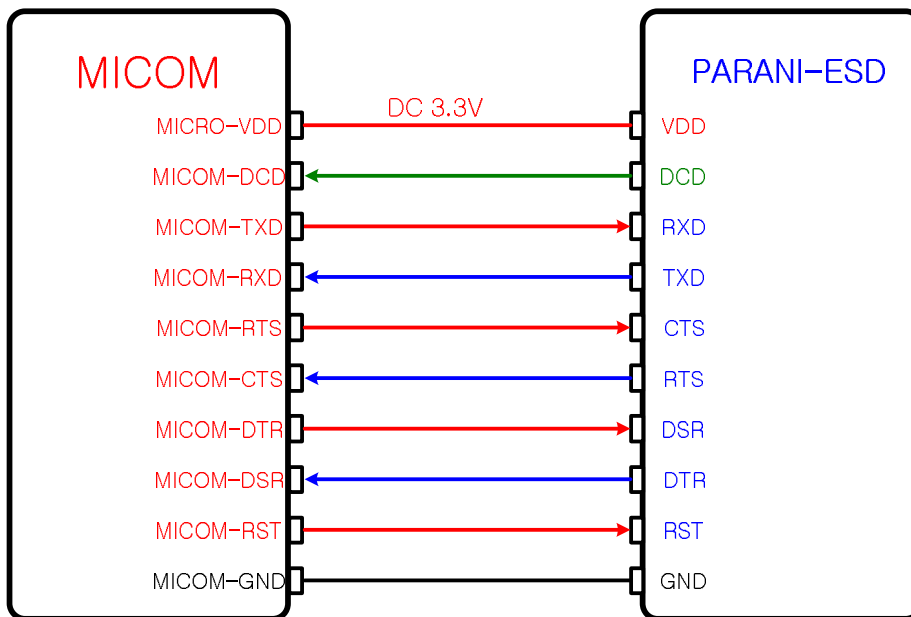 MICOM
PARANI-ESD
DC 3.3V
MICRO-VDD
VDD
MICOM-DCD
DCD
MICOM-TXD
RXD
MICOM-RXD
TXD
MICOM-RTS
CTS
MICOM-CTS
RTS
MICOM-DTR
DSR
MICOM-DSR
DTR
MICOM-RST
RST
MICOM-GND
GND